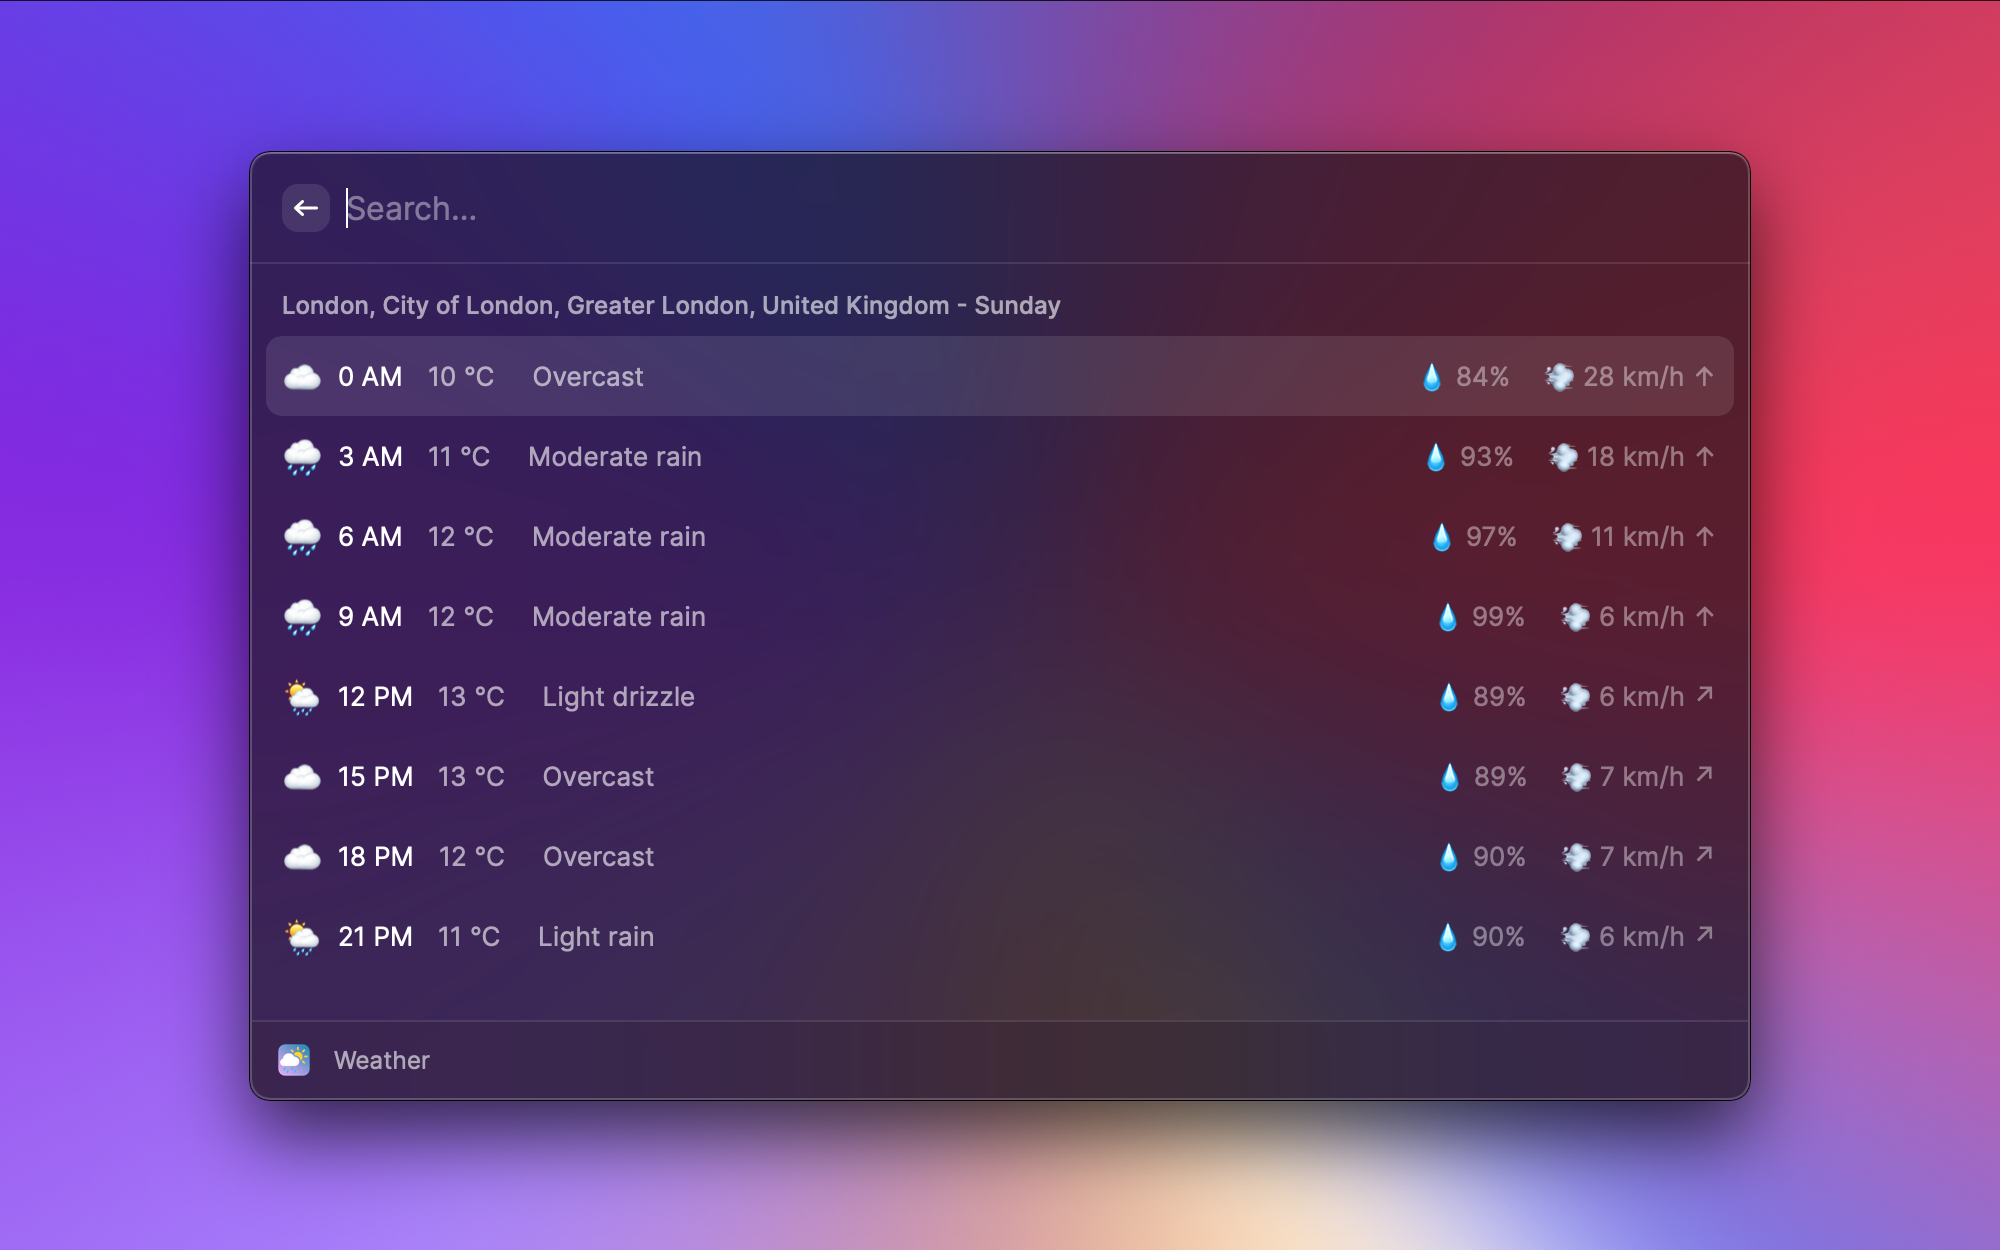 Search...
London, City of London, Greater London, United Kingdom - Sunday
0 AM 10 °C Overcast 84% 28 km/h ↑
3 AM 11 °C Moderate rain 93% 18 km/h ↑
6 AM 12 °C Moderate rain 97% 11 km/h ↑
9 AM 12 °C Moderate rain 99% 6 km/h ↑
12 PM 13 °C Light drizzle 89% 6 km/h ↗
15 PM 13 °C Overcast 89% 7 km/h ↗
18 PM 12 °C Overcast 90% 7 km/h ↗
21 PM 11 °C Light rain 90% 6 km/h ↗
Weather